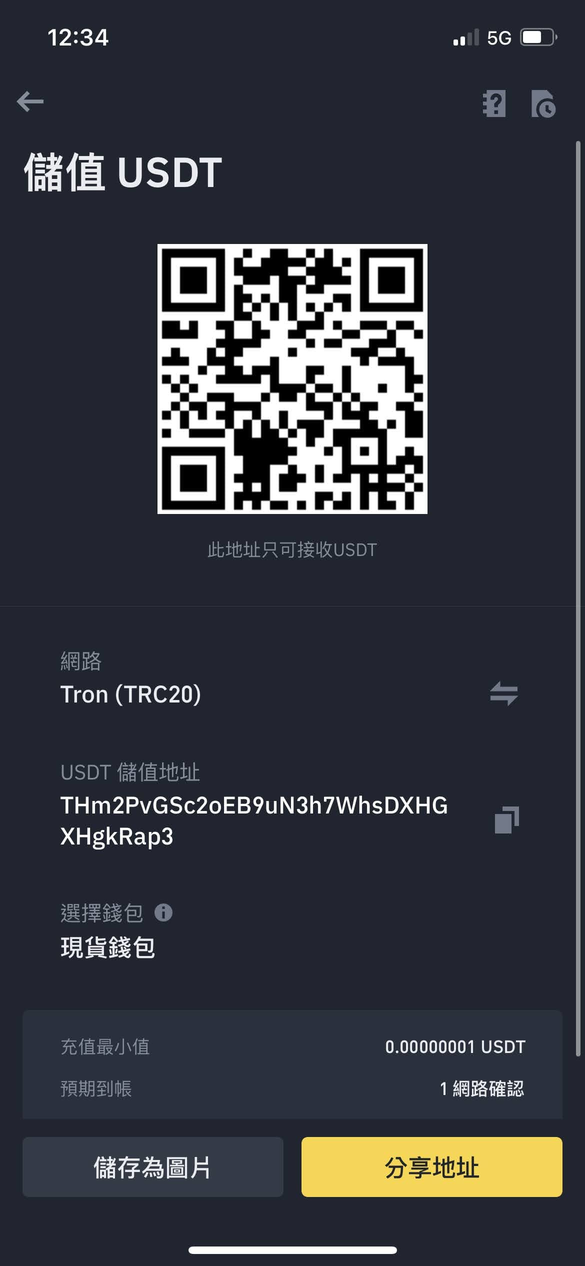 12:34
5G
儲值 USDT
此地址只可接收USDT
網路
Tron (TRC20)
USDT 儲值地址
THm2PvGSc2oEB9uN3h7WhsDXHG
XHgkRap3
選擇錢包
現貨錢包
充值最小值 0.00000001 USDT
預期到帳 1 網路確認
儲存為圖片
分享地址